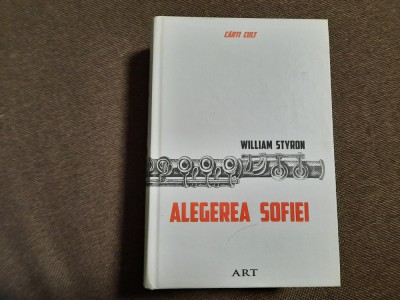 CĂRȚI CULT
WILLIAM STYRON
ALEGEREA SOFIEI
ART